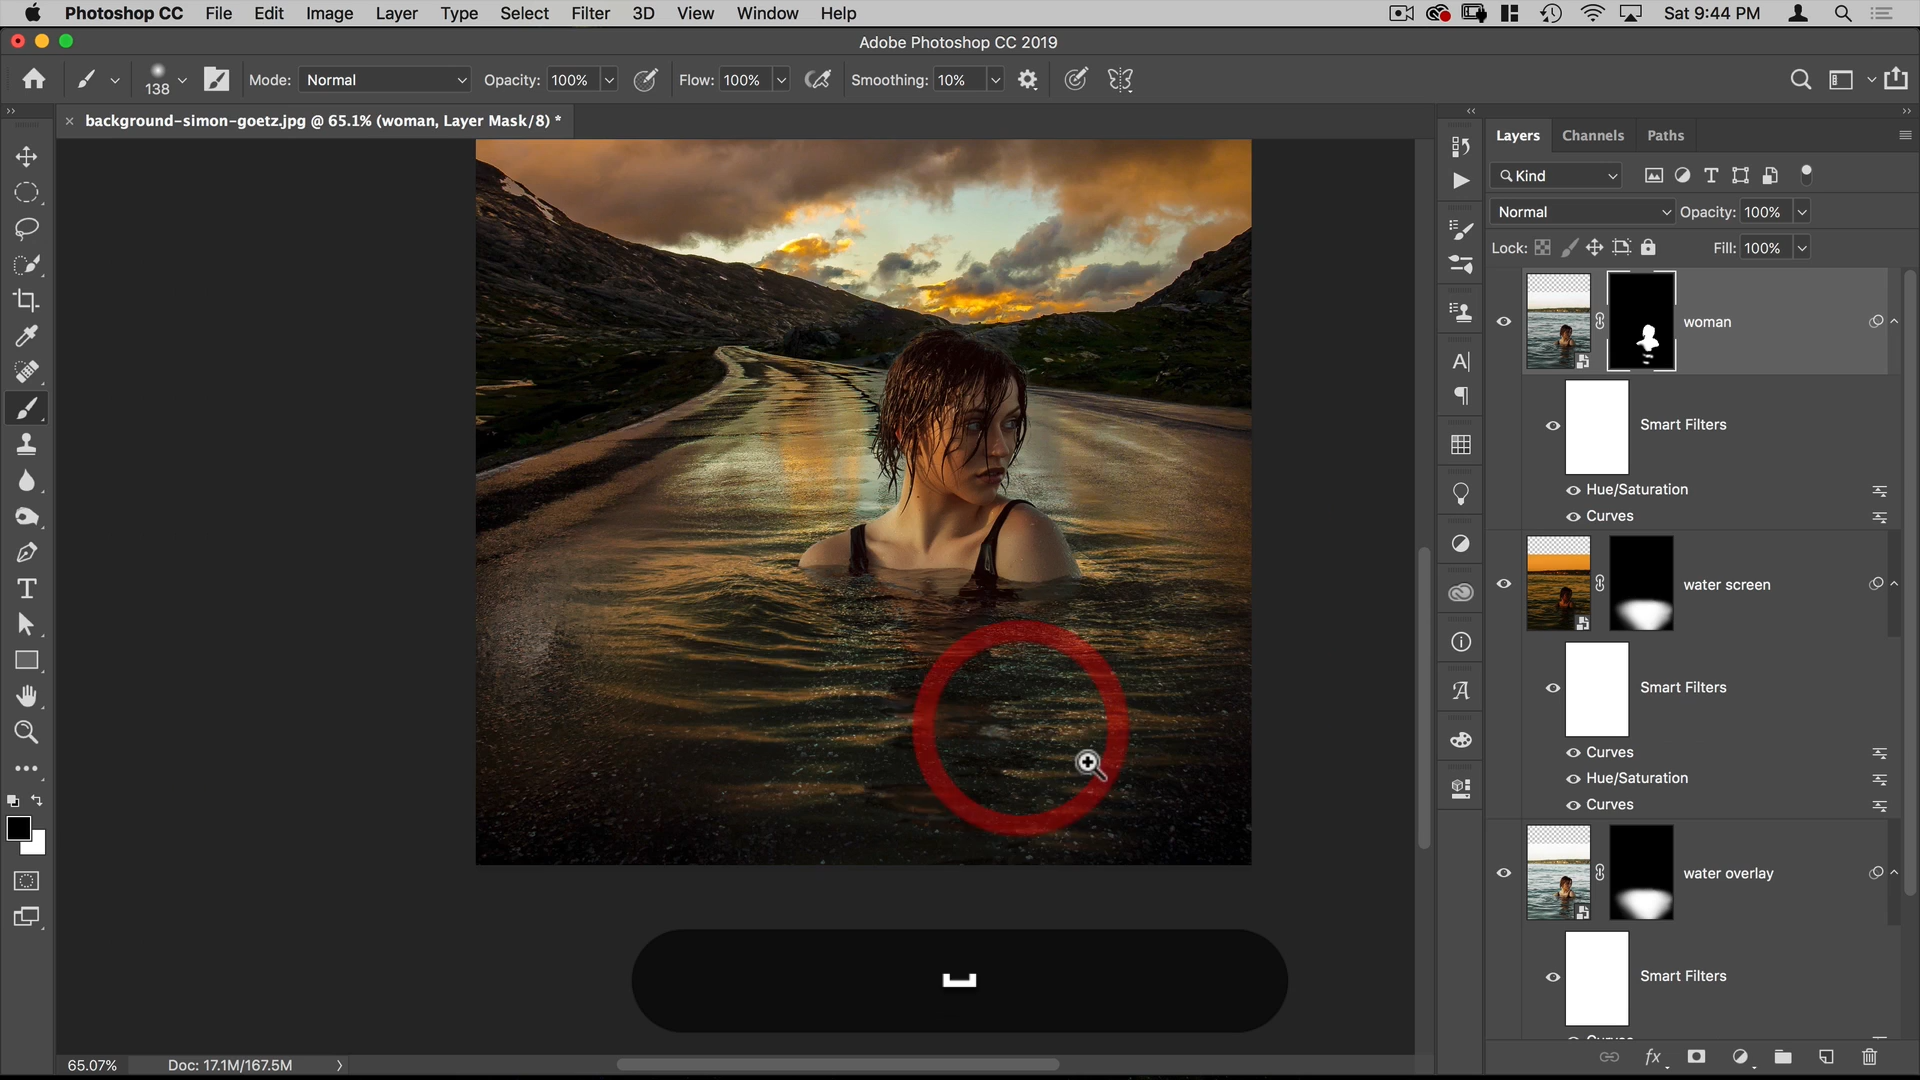 Photoshop CC File Edit Image Layer Type Select Filter 3D View Window Help Sat 9:44 PM
Adobe Photoshop CC 2019
138 Mode: Normal Opacity: 100% Flow: 100% Smoothing: 10%
background-simon-goetz.jpg @ 65.1% (woman, Layer Mask/8) *
Layers Channels Paths
Kind
Normal Opacity: 100%
Lock: Fill: 100%
woman
Smart Filters
Hue/Saturation
Curves
water screen
Smart Filters
Curves
Hue/Saturation
Curves
water overlay
Smart Filters
Curves
65.07% Doc: 17.1M/167.5M